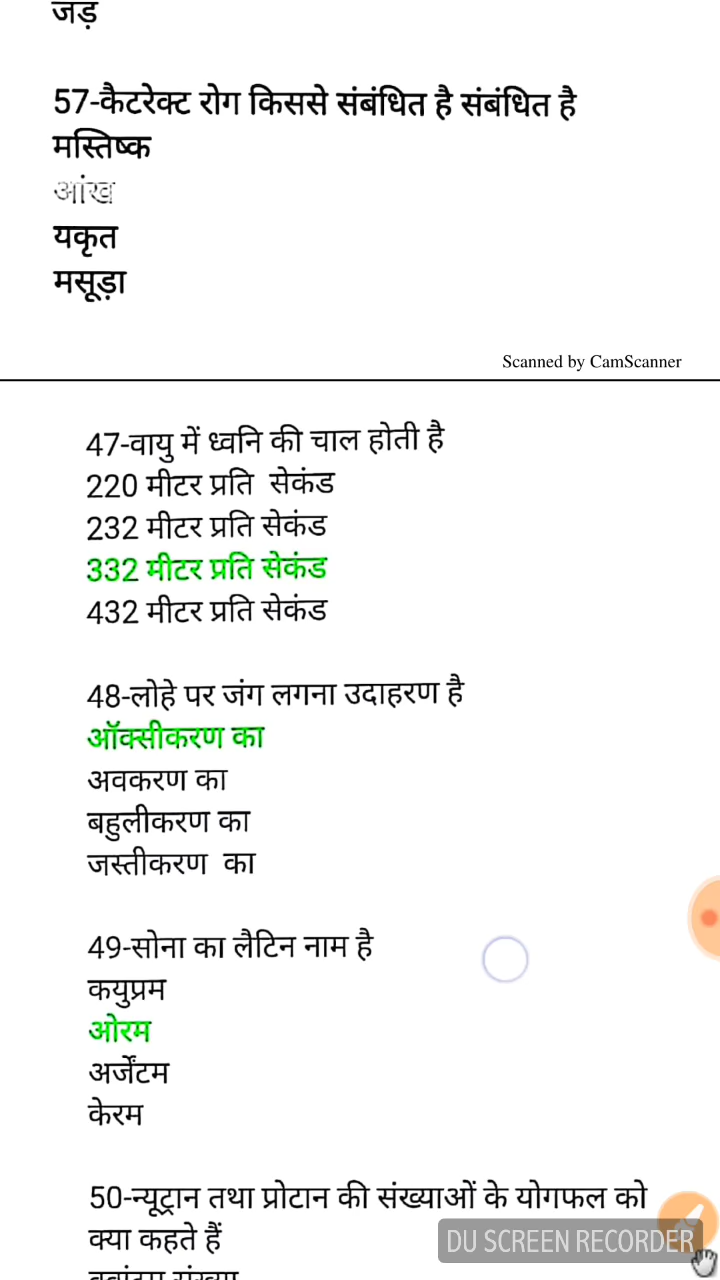 जड़
57-कैटरेक्ट रोग किससे संबंधित है संबंधित है
मस्तिष्क
आंख
यकृत
मसूड़ा
Scanned by CamScanner
47-वायु में ध्वनि की चाल होती है
220 मीटर प्रति सेकंड
232 मीटर प्रति सेकंड
332 मीटर प्रति सेकंड
432 मीटर प्रति सेकंड
48-लोहे पर जंग लगना उदाहरण है
ऑक्सीकरण का
अवकरण का
बहुलीकरण का
जस्तीकरण का
49-सोना का लैटिन नाम है
कयुप्रम
ओरम
अर्जेंटम
केरम
50-न्यूट्रान तथा प्रोटान की संख्याओं के योगफल को
क्या कहते हैं
DU SCREEN RECORDER